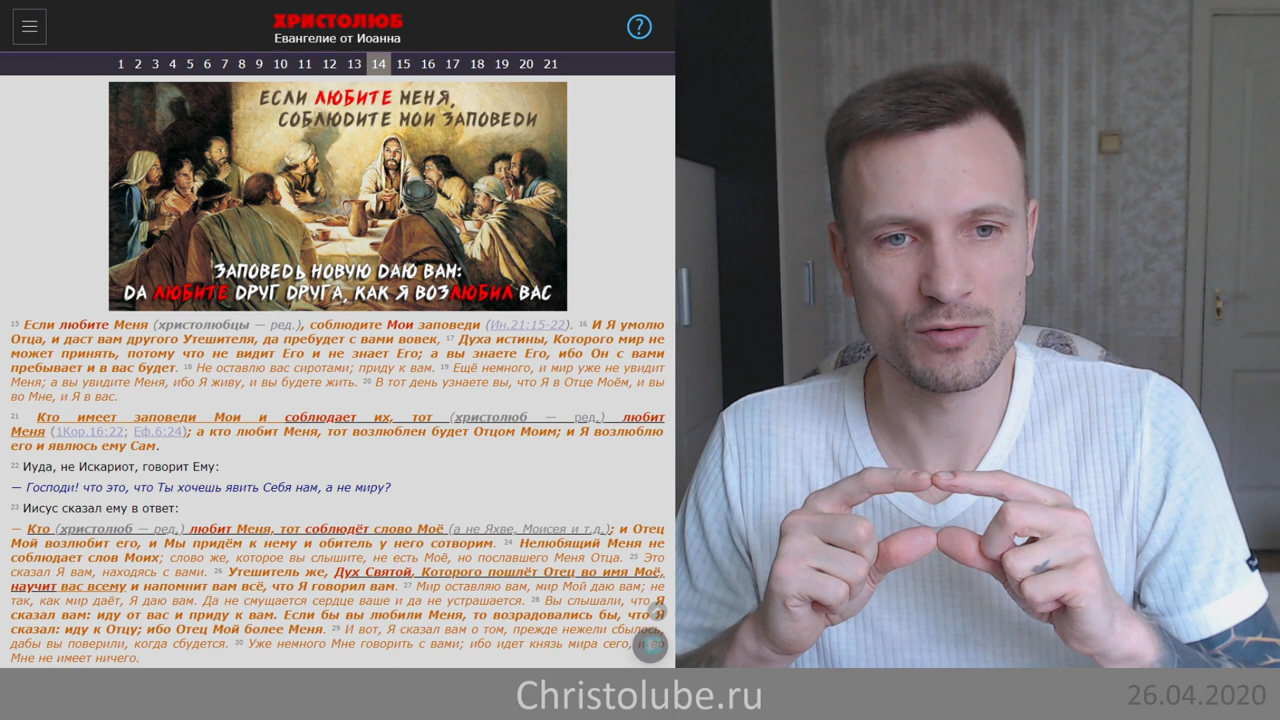 ХРИСТОЛЮБ
Евангелие от Иоанна
?
1 2 3 4 5 6 7 8 9 10 11 12 13 14 15 16 17 18 19 20 21
ЕСЛИ ЛЮБИТЕ МЕНЯ,
СОБЛЮДИТЕ МОИ ЗАПОВЕДИ
ЗАПОВЕДЬ НОВУЮ ДАЮ ВАМ:
ДА ЛЮБИТЕ ДРУГ ДРУГА, КАК Я ВОЗЛЮБИЛ ВАС
15 Если любите Меня (христолюбцы — ред.), соблюдите Мои заповеди (Ин.21:15-22). 16 И Я умолю
Отца, и даст вам другого Утешителя, да пребудет с вами вовек, 17 Духа истины, Которого мир не
может принять, потому что не видит Его и не знает Его; а вы знаете Его, ибо Он с вами
пребывает и в вас будет. 18 Не оставлю вас сиротами; приду к вам. 19 Ещё немного, и мир уже не увидит
Меня; а вы увидите Меня, ибо Я живу, и вы будете жить. 20 В тот день узнаете вы, что Я в Отце Моём, и вы
во Мне, и Я в вас.
21 Кто имеет заповеди Мои и соблюдает их, тот (христолюб — ред.) любит
Меня (1Кор.16:22; Еф.6:24); а кто любит Меня, тот возлюблен будет Отцом Моим; и Я возлюблю
его и явлюсь ему Сам.
22 Иуда, не Искариот, говорит Ему:
— Господи! что это, что Ты хочешь явить Себя нам, а не миру?
23 Иисус сказал ему в ответ:
— Кто (христолюб — ред.) любит Меня, тот соблюдёт слово Моё (а не Яхве, Моисея и т.д.); и Отец
Мой возлюбит его, и Мы придём к нему и обитель у него сотворим. 24 Нелюбящий Меня не
соблюдает слов Моих; слово же, которое вы слышите, не есть Моё, но пославшего Меня Отца. 25 Это
сказал Я вам, находясь с вами. 26 Утешитель же, Дух Святой, Которого пошлёт Отец во имя Моё,
научит вас всему и напомнит вам всё, что Я говорил вам. 27 Мир оставляю вам, мир Мой даю вам; не
так, как мир даёт, Я даю вам. Да не смущается сердце ваше и да не устрашается. 28 Вы слышали, что Я
сказал вам: иду от вас и приду к вам. Если бы вы любили Меня, то возрадовались бы, что Я
сказал: иду к Отцу; ибо Отец Мой более Меня. 29 И вот, Я сказал вам о том, прежде нежели сбылось,
дабы вы поверили, когда сбудется. 30 Уже немного Мне говорить с вами; ибо идет князь мира сего, и во
Мне не имеет ничего.
Christolube.ru
26.04.2020